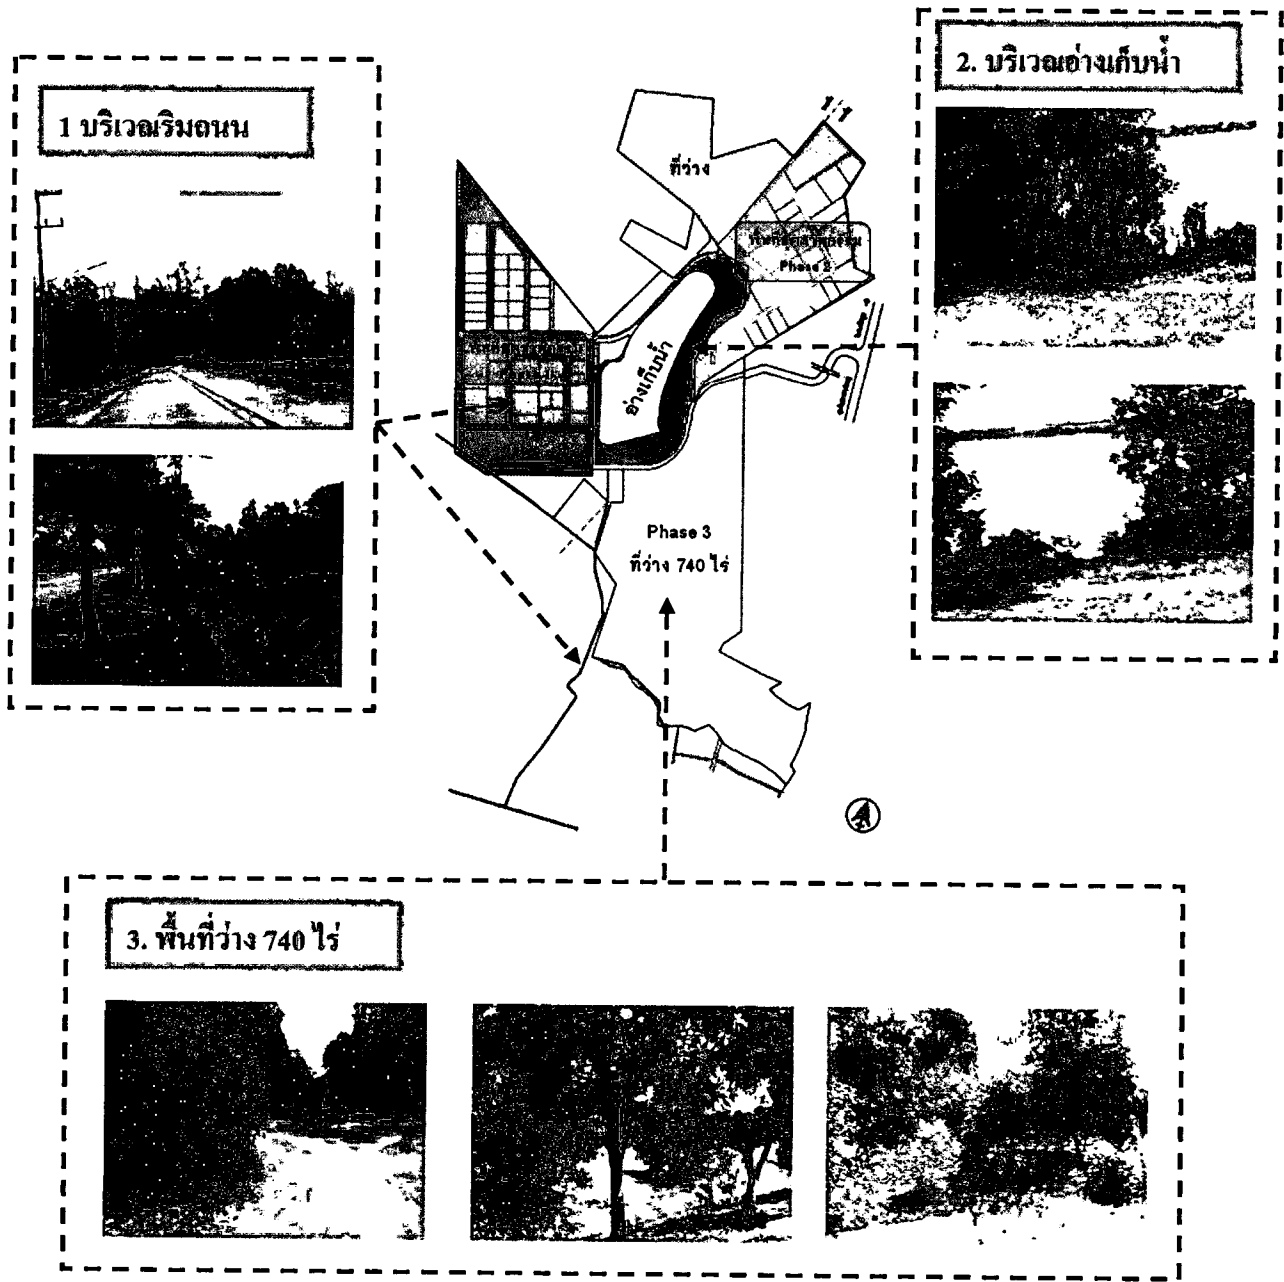 1 บริเวณริมถนน
2. บริเวณอ่างเก็บน้ำ
ที่ว่าง
Phase 2
อ่างเก็บน้ำ
Phase 3
ที่ว่าง 740 ไร่
3. พื้นที่ว่าง 740 ไร่